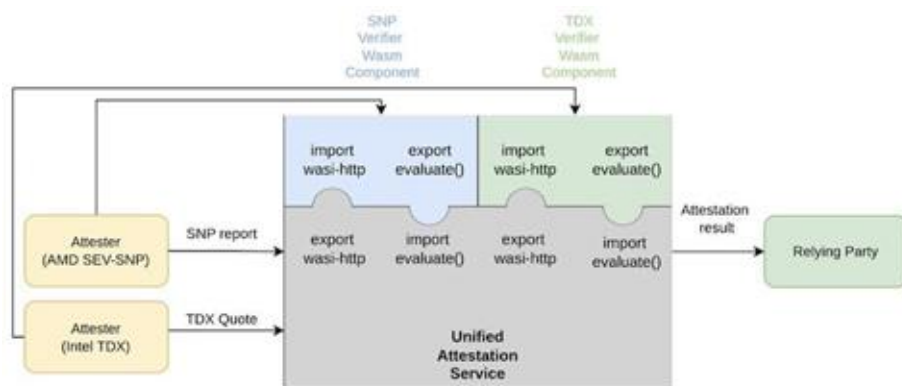 SNP
Verifier
Wasm
Component
TDX
Verifier
Wasm
Component
import
wasi-http
export
evaluate()
import
wasi-http
export
evaluate()
Attester
(AMD SEV-SNP)
SNP report
export
wasi-http
import
evaluate()
export
wasi-http
import
evaluate()
Attestation
result
Relying Party
Attester
(Intel TDX)
TDX Quote
Unified
Attestation
Service